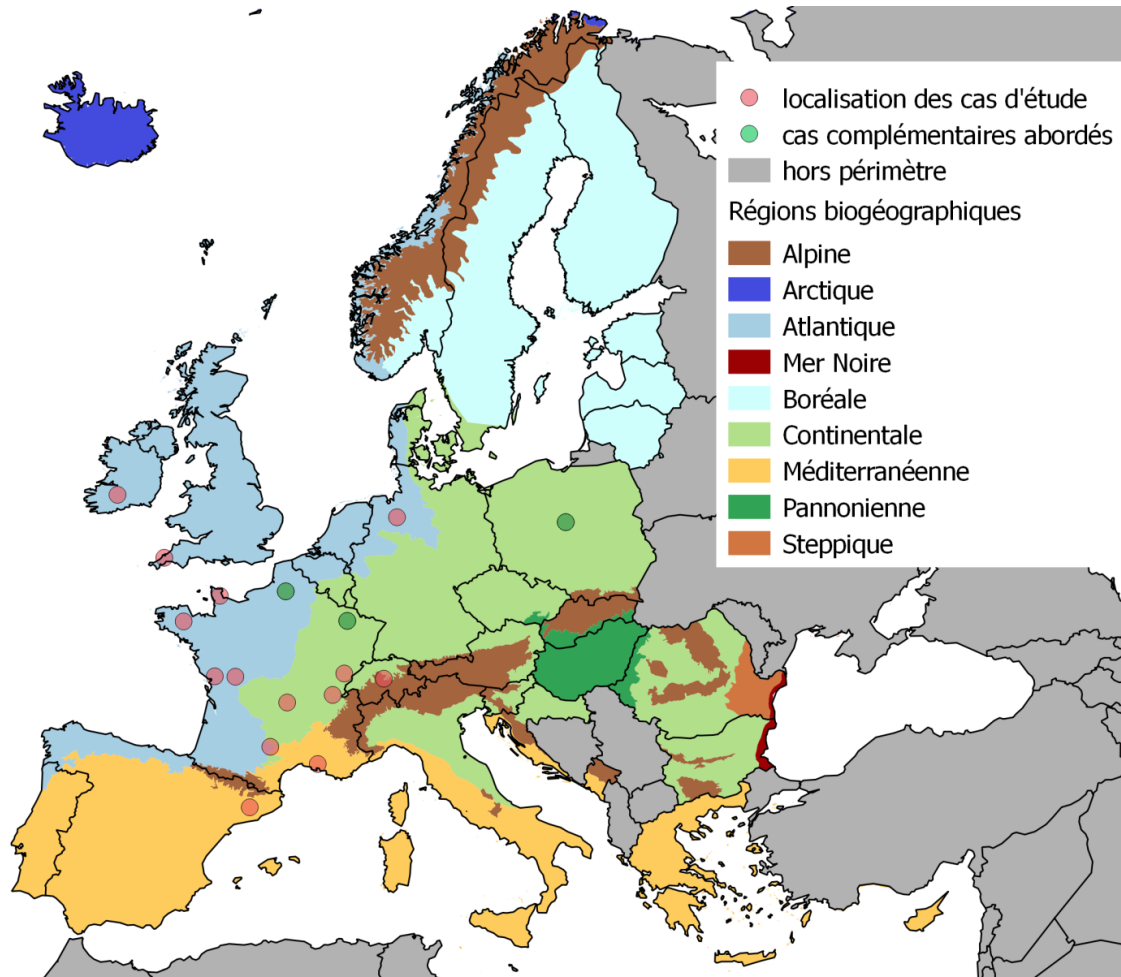 localisation des cas d'étude
cas complémentaires abordés
hors périmètre
Régions biogéographiques
Alpine
Arctique
Atlantique
Mer Noire
Boréale
Continentale
Méditerranéenne
Pannonienne
Steppique